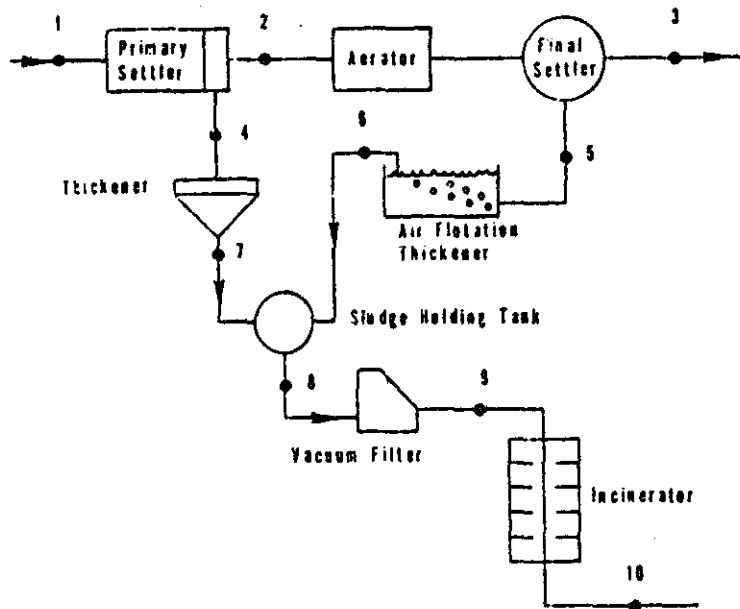 1
2
3
Primary
Settler
Aerator
Final
Settler
4
6
5
Thickener
Air Flotation
Thickener
7
Sludge Holding Tank
8
9
Vacuum Filter
Incinerator
10